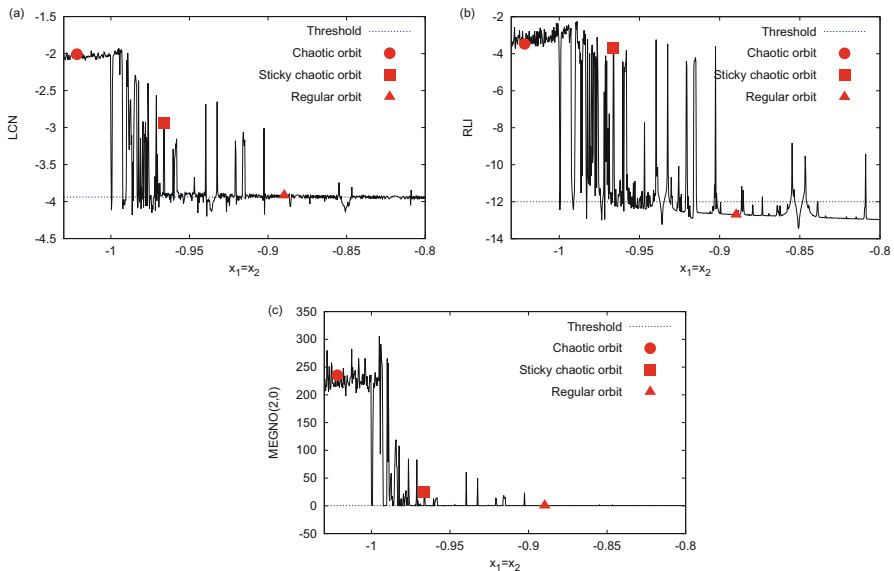 (a)
Threshold
Chaotic orbit
Sticky chaotic orbit
Regular orbit
LCN
-1.5
-2
-2.5
-3
-3.5
-4
-4.5
-1 -0.95 -0.9 -0.85 -0.8
x₁=x₂
(b)
Threshold
Chaotic orbit
Sticky chaotic orbit
Regular orbit
RLI
-2
-4
-6
-8
-10
-12
-14
-1 -0.95 -0.9 -0.85 -0.8
x₁=x₂
(c)
Threshold
Chaotic orbit
Sticky chaotic orbit
Regular orbit
MEGNO(2,0)
350
300
250
200
150
100
50
0
-50
-1 -0.95 -0.9 -0.85 -0.8
x₁=x₂